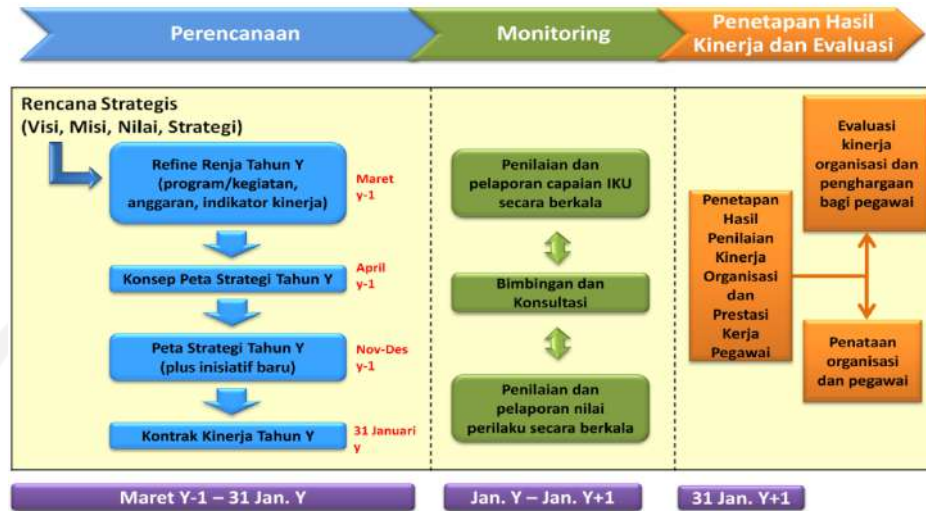 Perencanaan
Monitoring
Penetapan Hasil
Kinerja dan Evaluasi
Rencana Strategis
(Visi, Misi, Nilai, Strategi)
Refine Renja Tahun Y
(program/kegiatan,
anggaran, indikator kinerja)
Maret
y-1
Konsep Peta Strategi Tahun Y
April
y-1
Peta Strategi Tahun Y
(plus inisiatif baru)
Nov-Des
y-1
Kontrak Kinerja Tahun Y
31 Januari
y
Penilaian dan
pelaporan capaian IKU
secara berkala
Bimbingan dan
Konsultasi
Penilaian dan
pelaporan nilai
perilaku secara berkala
Penetapan
Hasil
Penilaian
Kinerja
Organisasi
dan
Prestasi
Kerja
Pegawai
Evaluasi
kinerja
organisasi dan
penghargaan
bagi pegawai
Penataan
organisasi
dan pegawai
Maret Y-1 – 31 Jan. Y
Jan. Y – Jan. Y+1
31 Jan. Y+1